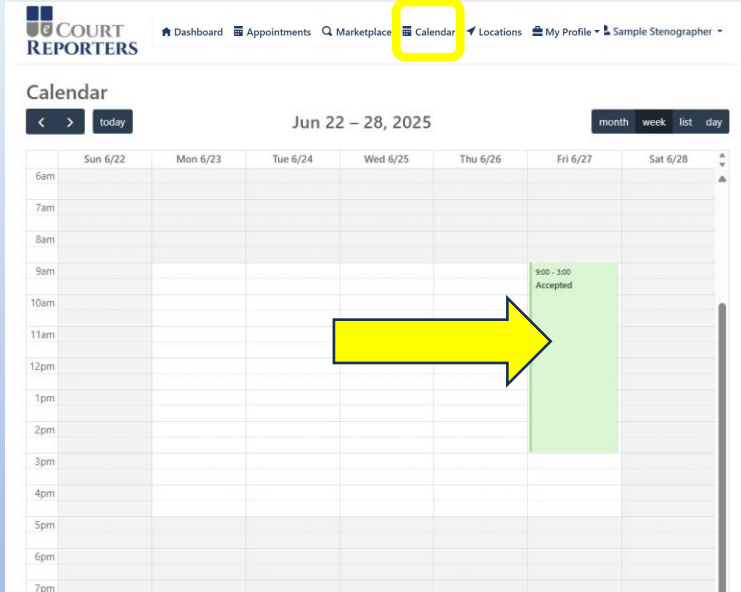 e COURT
REPORTERS
Dashboard Appointments Marketplace Calendar Locations My Profile Sample Stenographer
Calendar
today Jun 22 – 28, 2025 month week list day
Sun 6/22 Mon 6/23 Tue 6/24 Wed 6/25 Thu 6/26 Fri 6/27 Sat 6/28
6am
7am
8am
9am 9:00 - 3:00
Accepted
10am
11am
12pm
1pm
2pm
3pm
4pm
5pm
6pm
7pm